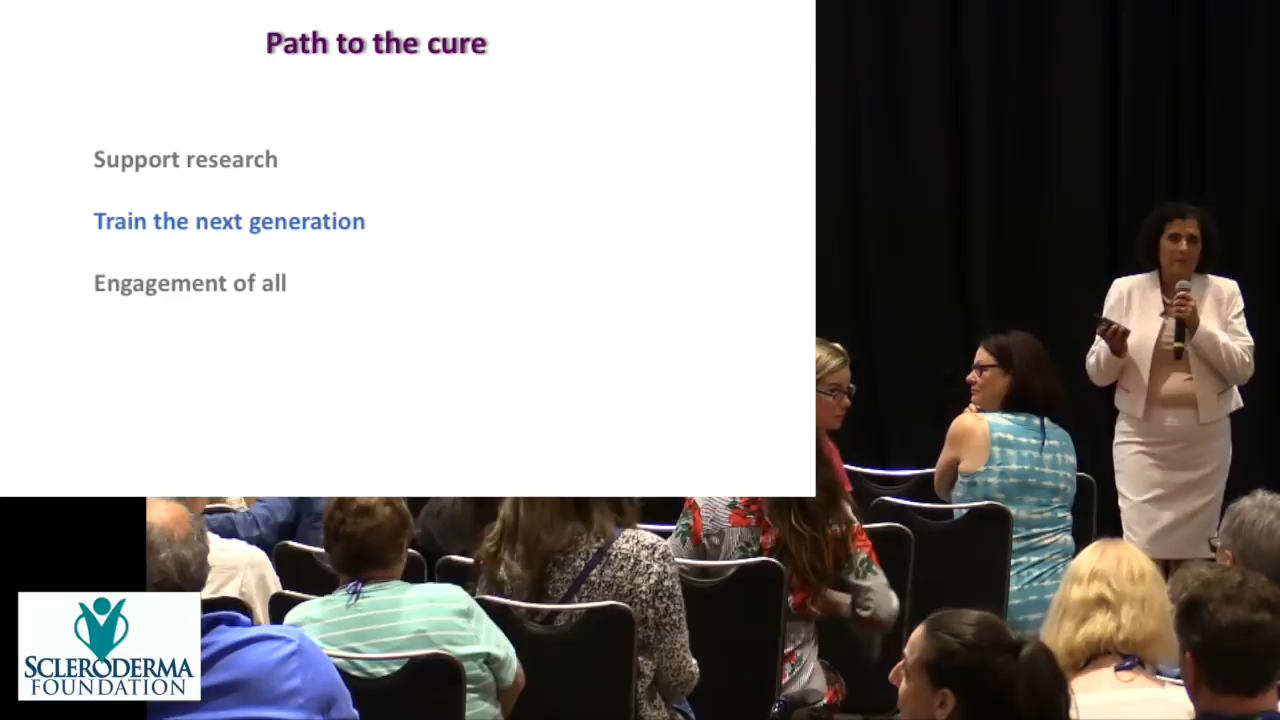 Path to the cure
Support research
Train the next generation
Engagement of all
SCLERODERMA
FOUNDATION